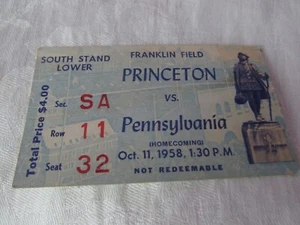 SOUTH STAND
LOWER
FRANKLIN FIELD
PRINCETON
vs.
Pennsylvania
(HOMECOMING)
Oct. 11, 1958, 1:30 P.M.
NOT REDEEMABLE
Sec. SA
Row 11
Seat 32
Total Price $4.00